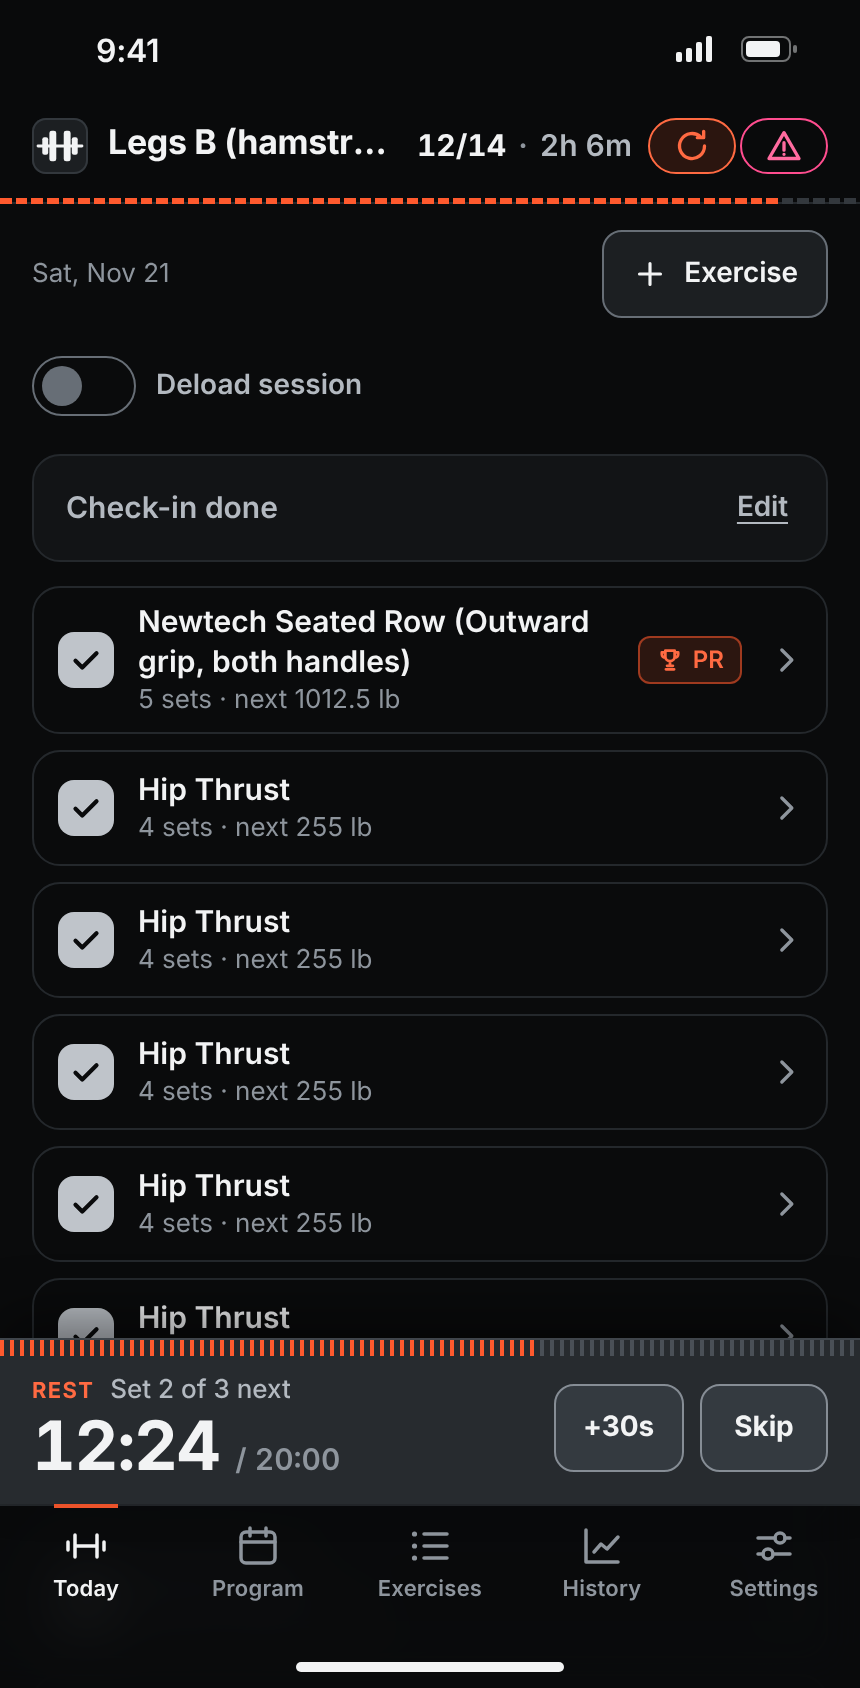 9:41
Legs B (hamstr... 12/14 · 2h 6m
Sat, Nov 21
Exercise
Deload session
Check-in done
Edit
Newtech Seated Row (Outward
grip, both handles)
5 sets · next 1012.5 lb
PR
Hip Thrust
4 sets · next 255 lb
Hip Thrust
4 sets · next 255 lb
Hip Thrust
4 sets · next 255 lb
Hip Thrust
4 sets · next 255 lb
Hip Thrust
REST Set 2 of 3 next
12:24 / 20:00
+30s
Skip
Today
Program
Exercises
History
Settings